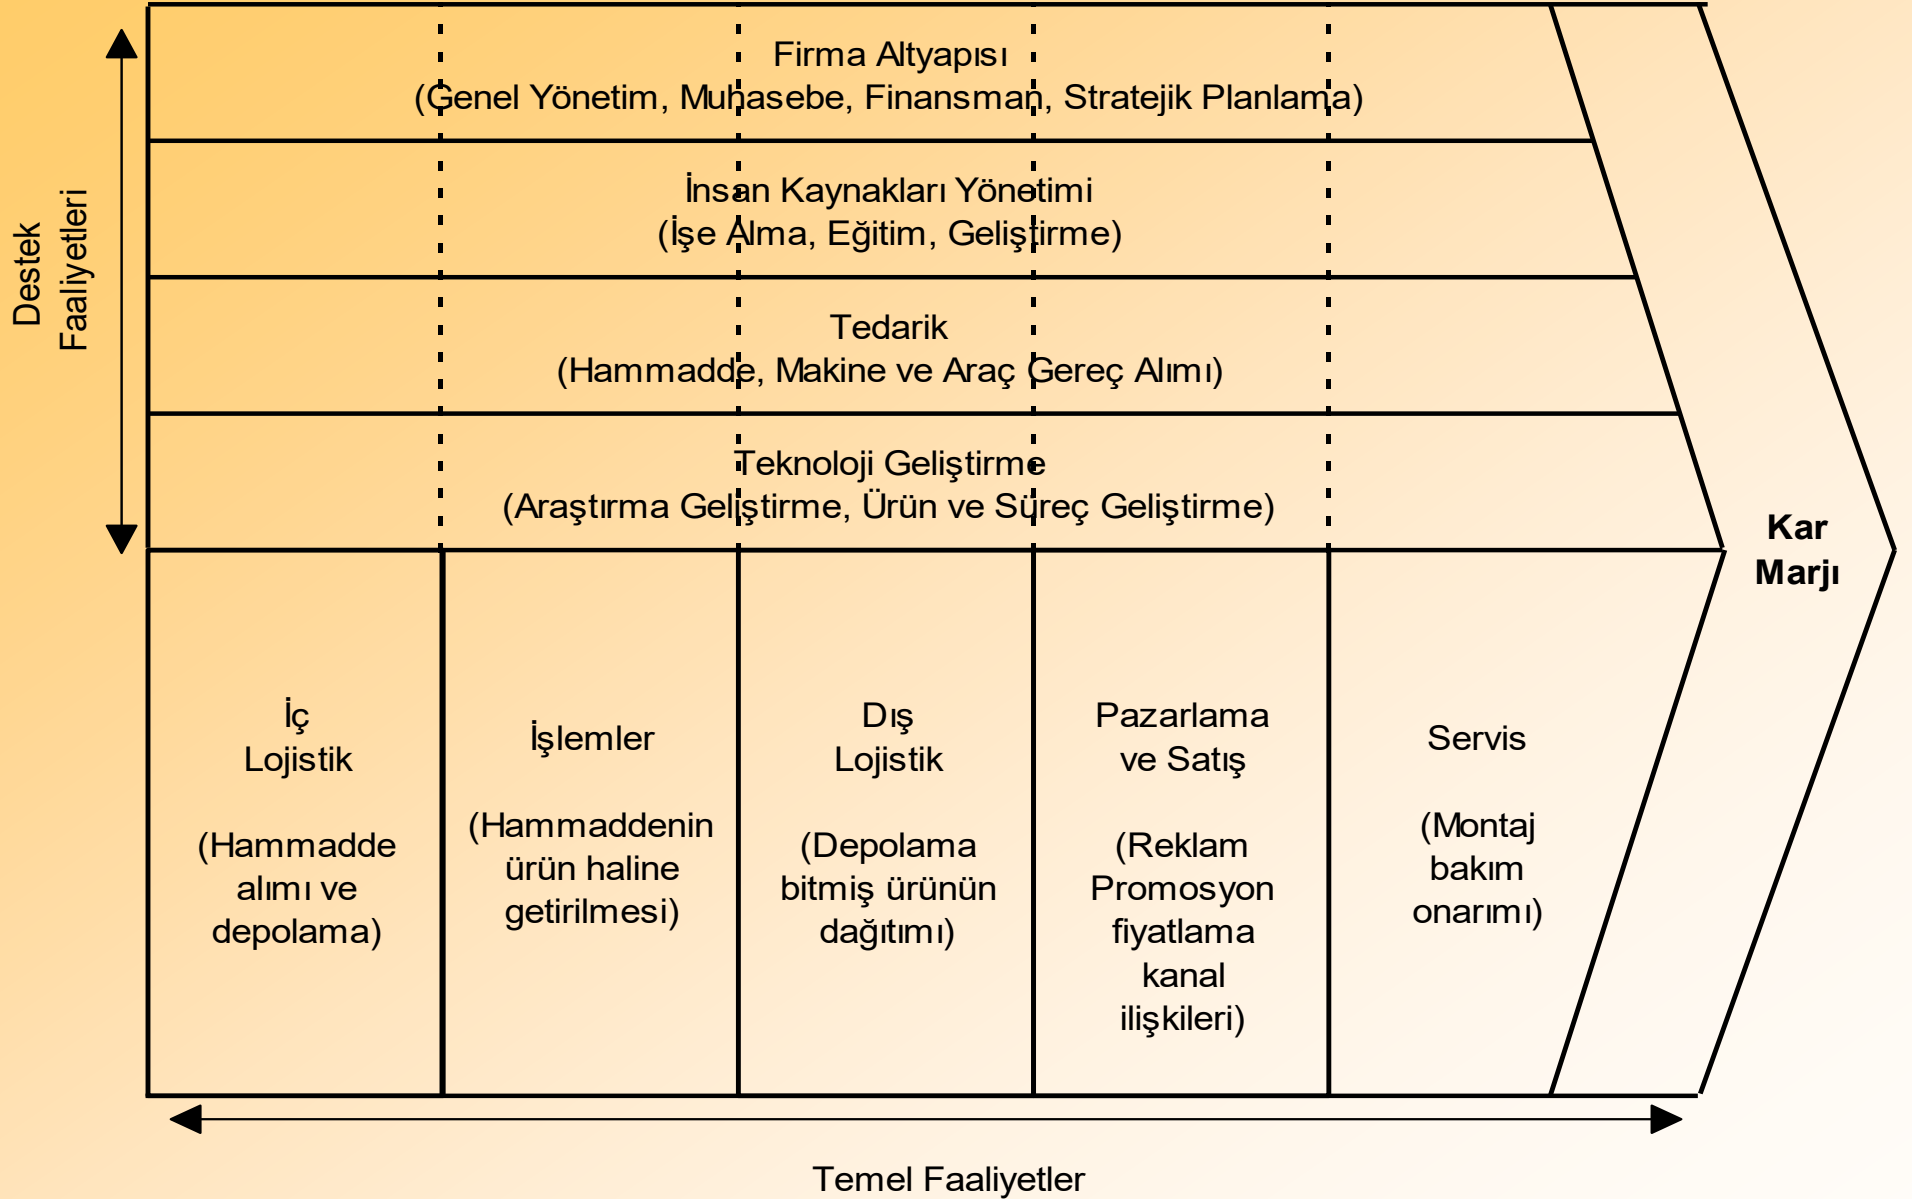 Firma Altyapısı
(Genel Yönetim, Muhasebe, Finansman, Stratejik Planlama)
İnsan Kaynakları Yönetimi
(İşe Alma, Eğitim, Geliştirme)
Tedarik
(Hammadde, Makine ve Araç Gereç Alımı)
Teknoloji Geliştirme
(Araştırma Geliştirme, Ürün ve Süreç Geliştirme)
Destek
Faaliyetleri
Kar
Marjı
İç
Lojistik
(Hammadde
alımı ve
depolama)
İşlemler
(Hammaddenin
ürün haline
getirilmesi)
Dış
Lojistik
(Depolama
bitmiş ürünün
dağıtımı)
Pazarlama
ve Satış
(Reklam
Promosyon
fiyatlama
kanal
ilişkileri)
Servis
(Montaj
bakım
onarımı)
Temel Faaliyetler